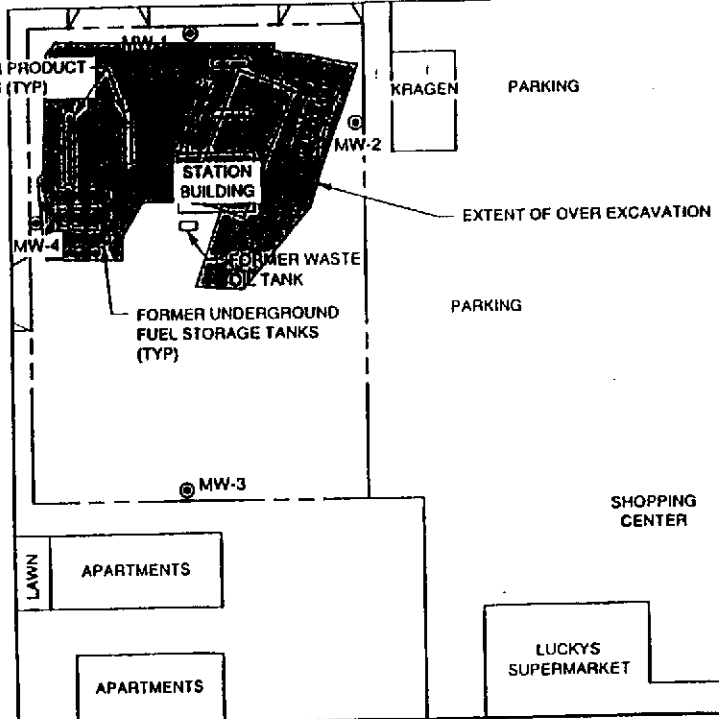 MW-1
PRODUCT
(TYP)
KRAGEN
PARKING
MW-2
STATION
BUILDING
EXTENT OF OVER EXCAVATION
MW-4
FORMER WASTE
OIL TANK
FORMER UNDERGROUND
FUEL STORAGE TANKS
(TYP)
PARKING
MW-3
SHOPPING
CENTER
LAWN
APARTMENTS
LUCKYS
SUPERMARKET
APARTMENTS